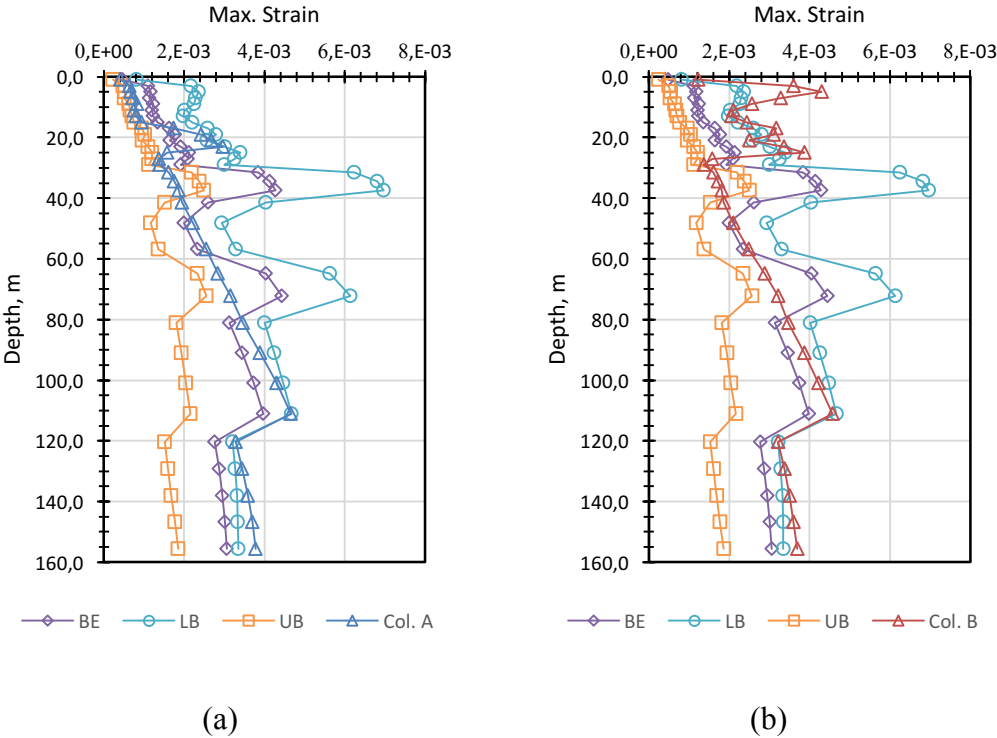 Max. Strain
0,E+00 2,E-03 4,E-03 6,E-03 8,E-03
Depth, m
0,0
20,0
40,0
60,0
80,0
100,0
120,0
140,0
160,0
BE LB UB Col. A
(a)
Max. Strain
0,E+00 2,E-03 4,E-03 6,E-03 8,E-03
Depth, m
0,0
20,0
40,0
60,0
80,0
100,0
120,0
140,0
160,0
BE LB UB Col. B
(b)